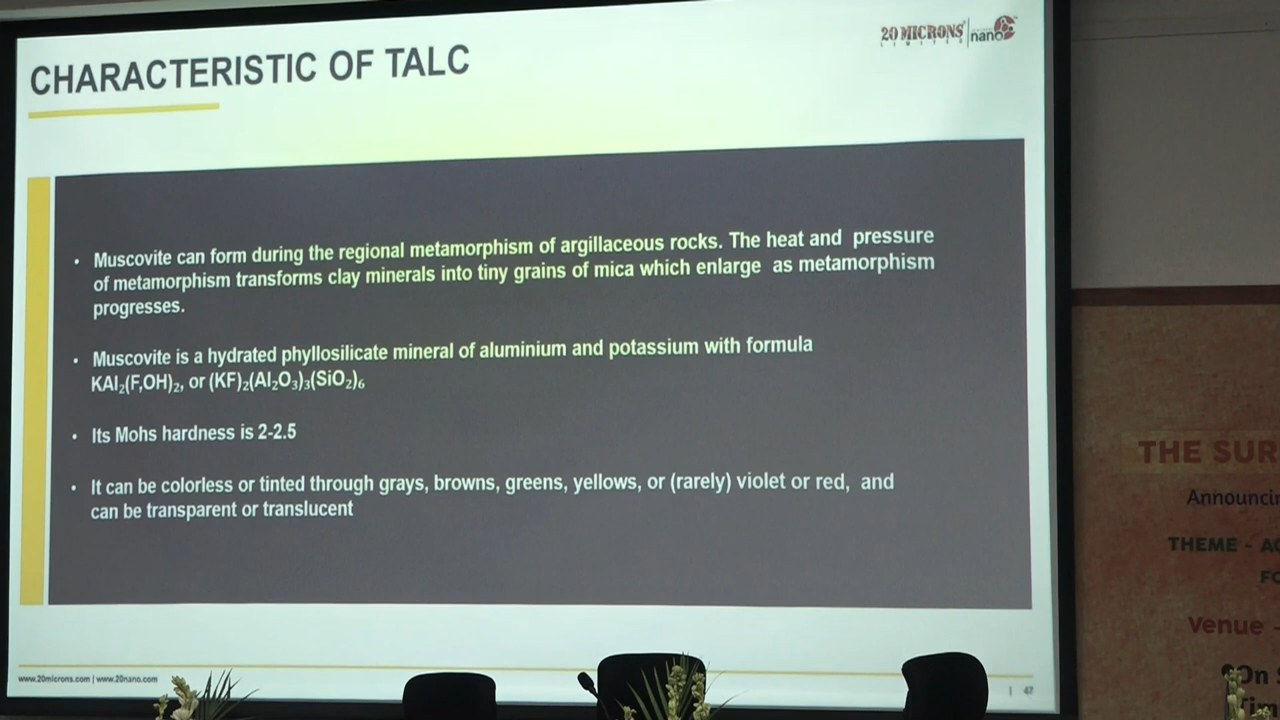 CHARACTERISTIC OF TALC
20 MICRONS nano
LIMITED
• Muscovite can form during the regional metamorphism of argillaceous rocks. The heat and pressure
of metamorphism transforms clay minerals into tiny grains of mica which enlarge as metamorphism
progresses.
• Muscovite is a hydrated phyllosilicate mineral of aluminium and potassium with formula
KAl₂(F,OH)₂, or (KF)₂(Al₂O₃)₃(SiO₂)₆
• Its Mohs hardness is 2-2.5
• It can be colorless or tinted through grays, browns, greens, yellows, or (rarely) violet or red, and
can be transparent or translucent
www.20microns.com | www.20nano.com
| 47
THE SUR
Announcin
THEME - AC
FO
Venue -
On
Tim